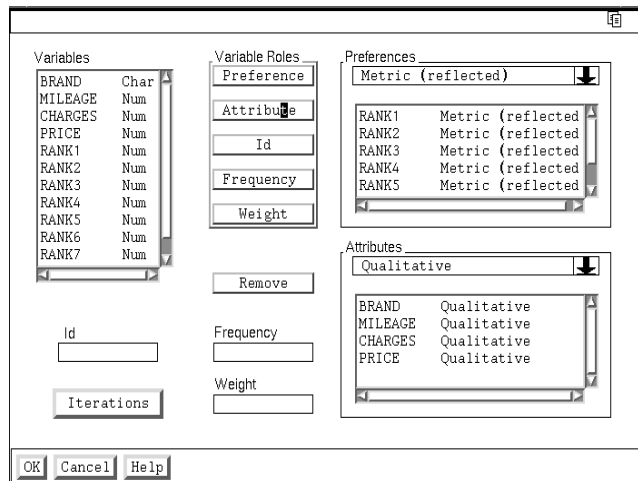 Variables
BRAND Char
MILEAGE Num
CHARGES Num
PRICE Num
RANK1 Num
RANK2 Num
RANK3 Num
RANK4 Num
RANK5 Num
RANK6 Num
RANK7 Num
Id
Iterations
Variable Roles
Preference
Attribute
Id
Frequency
Weight
Remove
Frequency
Weight
Preferences
Metric (reflected)
RANK1 Metric (reflected
RANK2 Metric (reflected
RANK3 Metric (reflected
RANK4 Metric (reflected
RANK5 Metric (reflected
Attributes
Qualitative
BRAND Qualitative
MILEAGE Qualitative
CHARGES Qualitative
PRICE Qualitative
OK Cancel Help